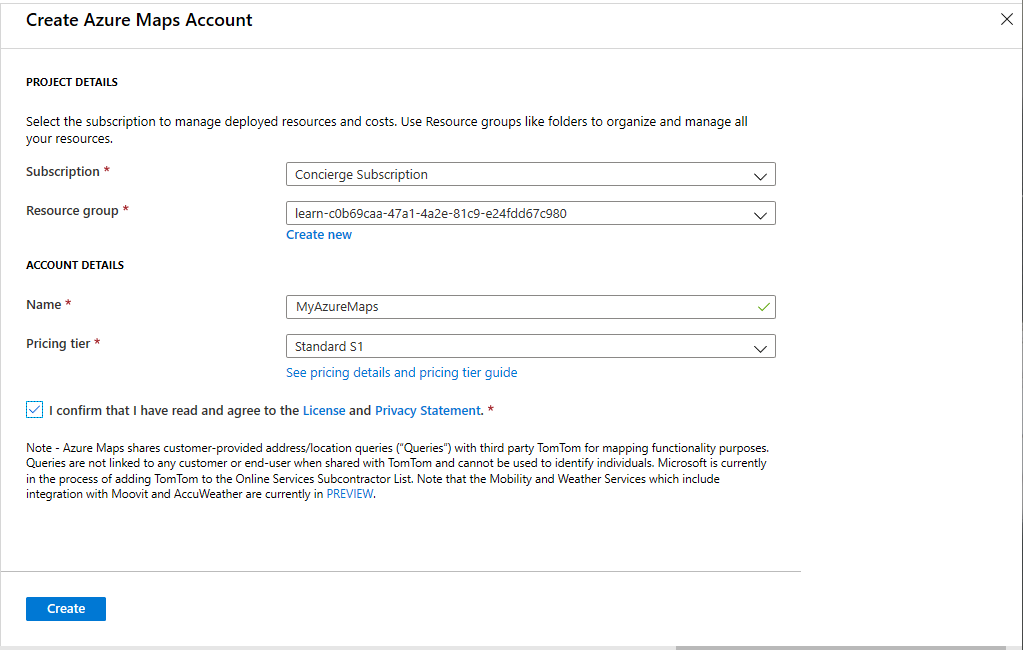 Create Azure Maps Account
PROJECT DETAILS
Select the subscription to manage deployed resources and costs. Use Resource groups like folders to organize and manage all
your resources.
Subscription *
Concierge Subscription
Resource group *
learn-c0b69caa-47a1-4a2e-81c9-e24fdd67c980
Create new
ACCOUNT DETAILS
Name *
MyAzureMaps
Pricing tier *
Standard S1
See pricing details and pricing tier guide
I confirm that I have read and agree to the License and Privacy Statement. *
Note - Azure Maps shares customer-provided address/location queries ("Queries") with third party TomTom for mapping functionality purposes.
Queries are not linked to any customer or end-user when shared with TomTom and cannot be used to identify individuals. Microsoft is currently
in the process of adding TomTom to the Online Services Subcontractor List. Note that the Mobility and Weather Services which include
integration with Moovit and AccuWeather are currently in PREVIEW.
Create